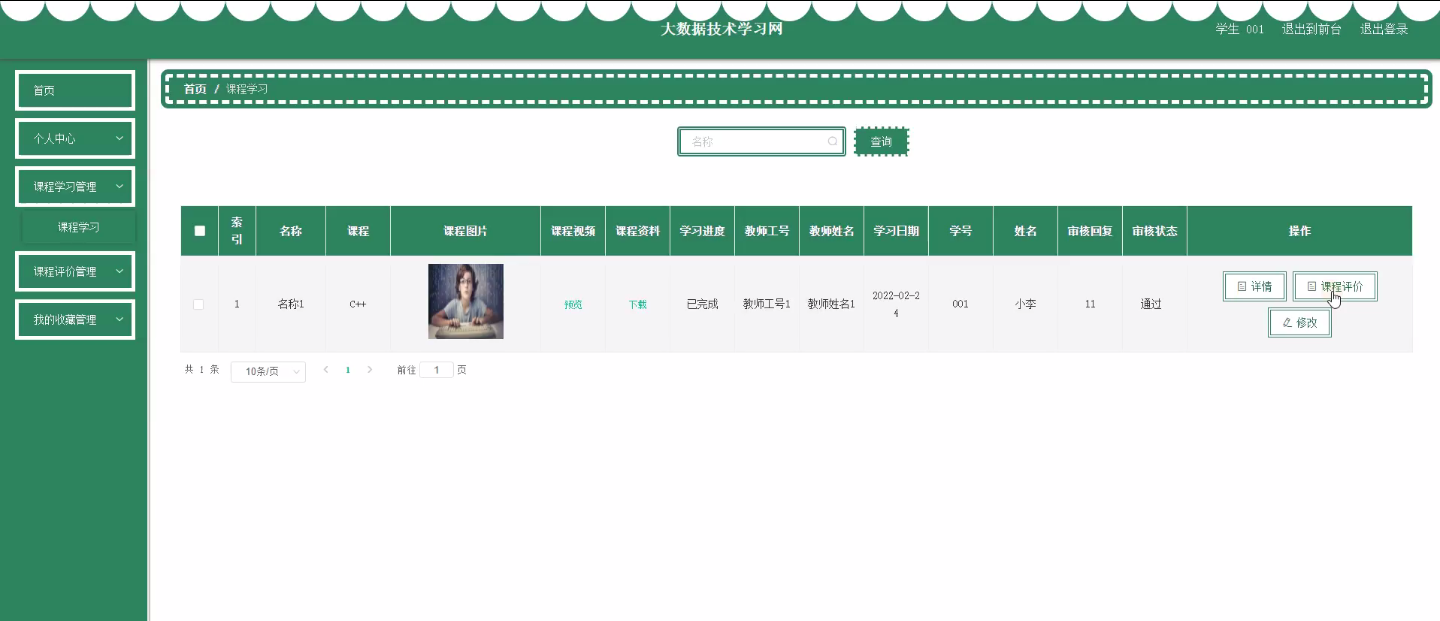 大数据技术学习网
学生 001 退出到前台 退出登录
首页
个人中心
课程学习管理
课程学习
课程评价管理
我的收藏管理
首页 / 课程学习
名称 查询
索引 名称 课程 课程图片 课程视频 课程资料 学习进度 教师工号 教师姓名 学习日期 学号 姓名 审核回复 审核状态 操作
1 名称1 C++ 预览 下载 已完成 教师工号1 教师姓名1 2022-02-24 001 小李 11 通过 详情 课程评价
修改
共 1 条 10条/页 1 前往 1 页